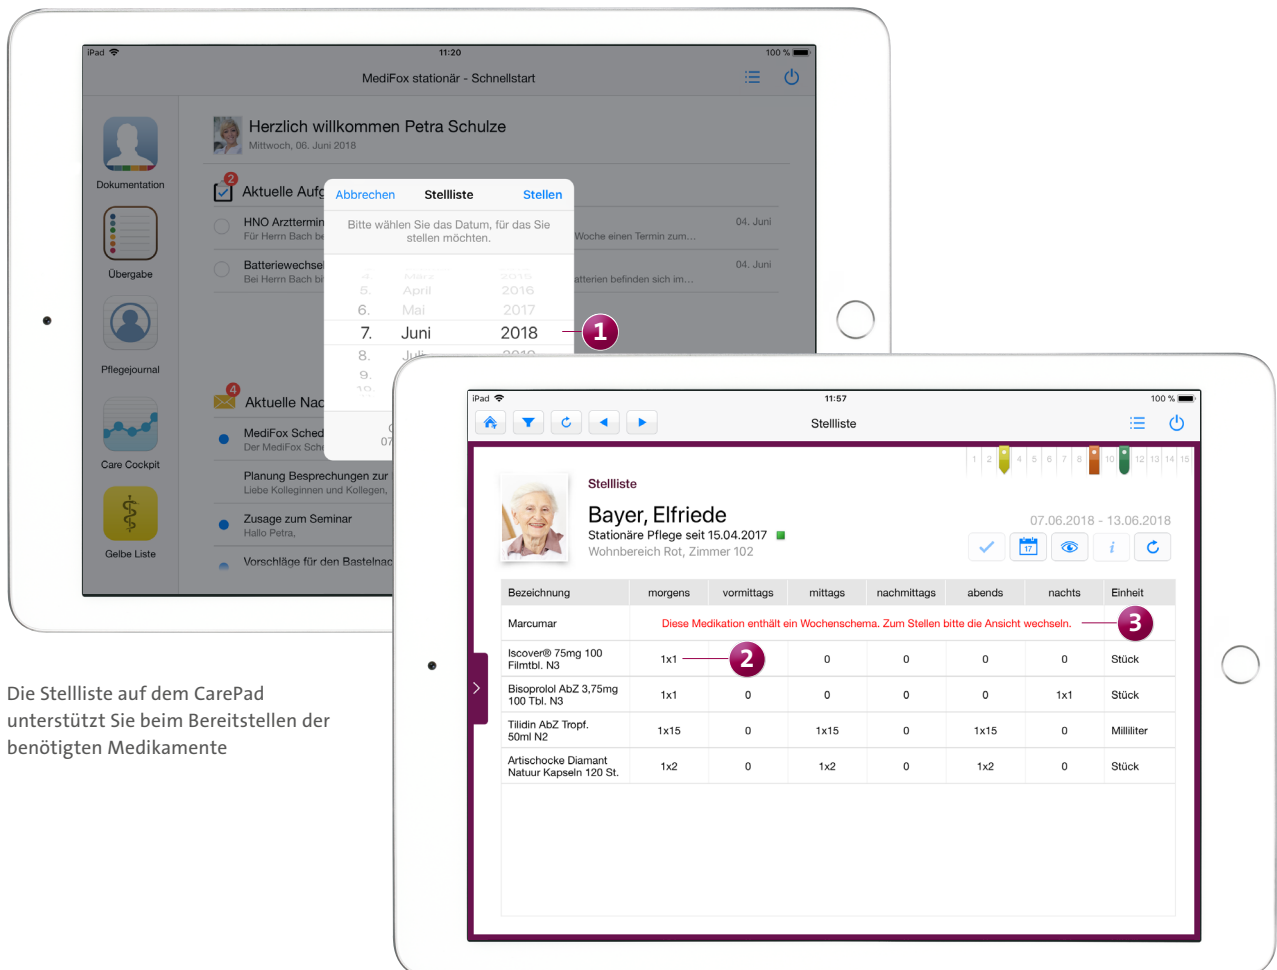 iPad 11:20 100 %
MediFox stationär - Schnellstart
Herzlich willkommen Petra Schulze
Mittwoch, 06. Juni 2018
Dokumentation
Übergabe
Pflegejournal
Care Cockpit
Gelbe Liste
2
Aktuelle Aufg
HNO Arzttermin 04. Juni
Für Herrn Bach be Woche einen Termin zum...
Batteriewechsel 04. Juni
Bei Herrn Bach bi atterien befinden sich im...
Abbrechen Stellliste Stellen
Bitte wählen Sie das Datum, für das Sie
stellen möchten.
4. März 2015
5. April 2016
6. Mai 2017
7. Juni 2018
8. Juli 2019
9.
10.
07
1
4
Aktuelle Nac
MediFox Sched
Der MediFox Sche
Planung Besprechungen zur
Liebe Kolleginnen und Kollegen,
Zusage zum Seminar
Hallo Petra,
Vorschläge für den Bastelnac
iPad 11:57 100 %
Stellliste
1 2 4 5 6 7 8 10 12 13 14 15
Stellliste
Bayer, Elfriede
Stationäre Pflege seit 15.04.2017
Wohnbereich Rot, Zimmer 102
07.06.2018 - 13.06.2018
17 i
Bezeichnung morgens vormittags mittags nachmittags abends nachts Einheit
Marcumar Diese Medikation enthält ein Wochenschema. Zum Stellen bitte die Ansicht wechseln. 3
Iscover® 75mg 100
Filmtbl. N3 1x1 2 0 0 0 0 Stück
Bisoprolol AbZ 3,75mg
100 Tbl. N3 1x1 0 0 0 0 1x1 Stück
Tilidin AbZ Tropf.
50ml N2 1x15 0 1x15 0 1x15 0 Milliliter
Artischocke Diamant
Natuur Kapseln 120 St. 1x2 0 1x2 0 1x2 0 Stück
Die Stellliste auf dem CarePad
unterstützt Sie beim Bereitstellen der
benötigten Medikamente